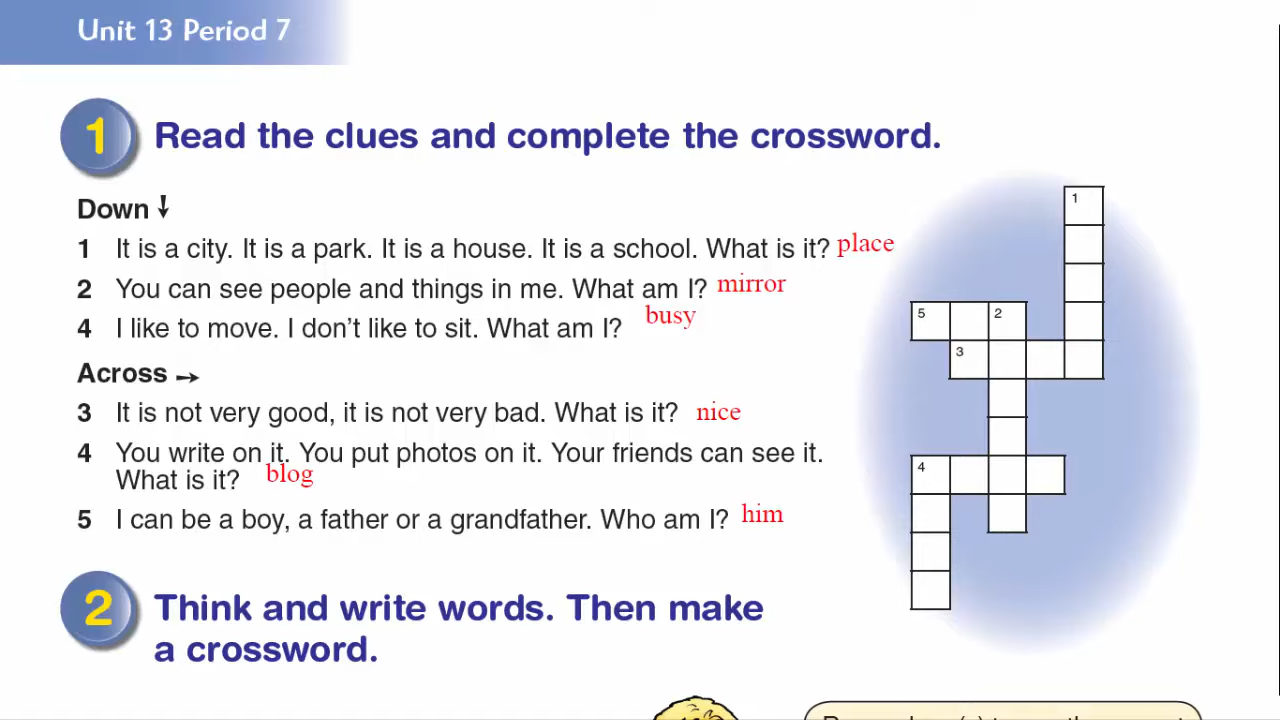 Unit 13 Period 7
1 Read the clues and complete the crossword.
Down
1 It is a city. It is a park. It is a house. It is a school. What is it? place
2 You can see people and things in me. What am I? mirror
4 I like to move. I don't like to sit. What am I? busy
Across →
3 It is not very good, it is not very bad. What is it? nice
4 You write on it. You put photos on it. Your friends can see it.
What is it? blog
5 I can be a boy, a father or a grandfather. Who am I? him
1
5 2
3
4
2 Think and write words. Then make
a crossword.